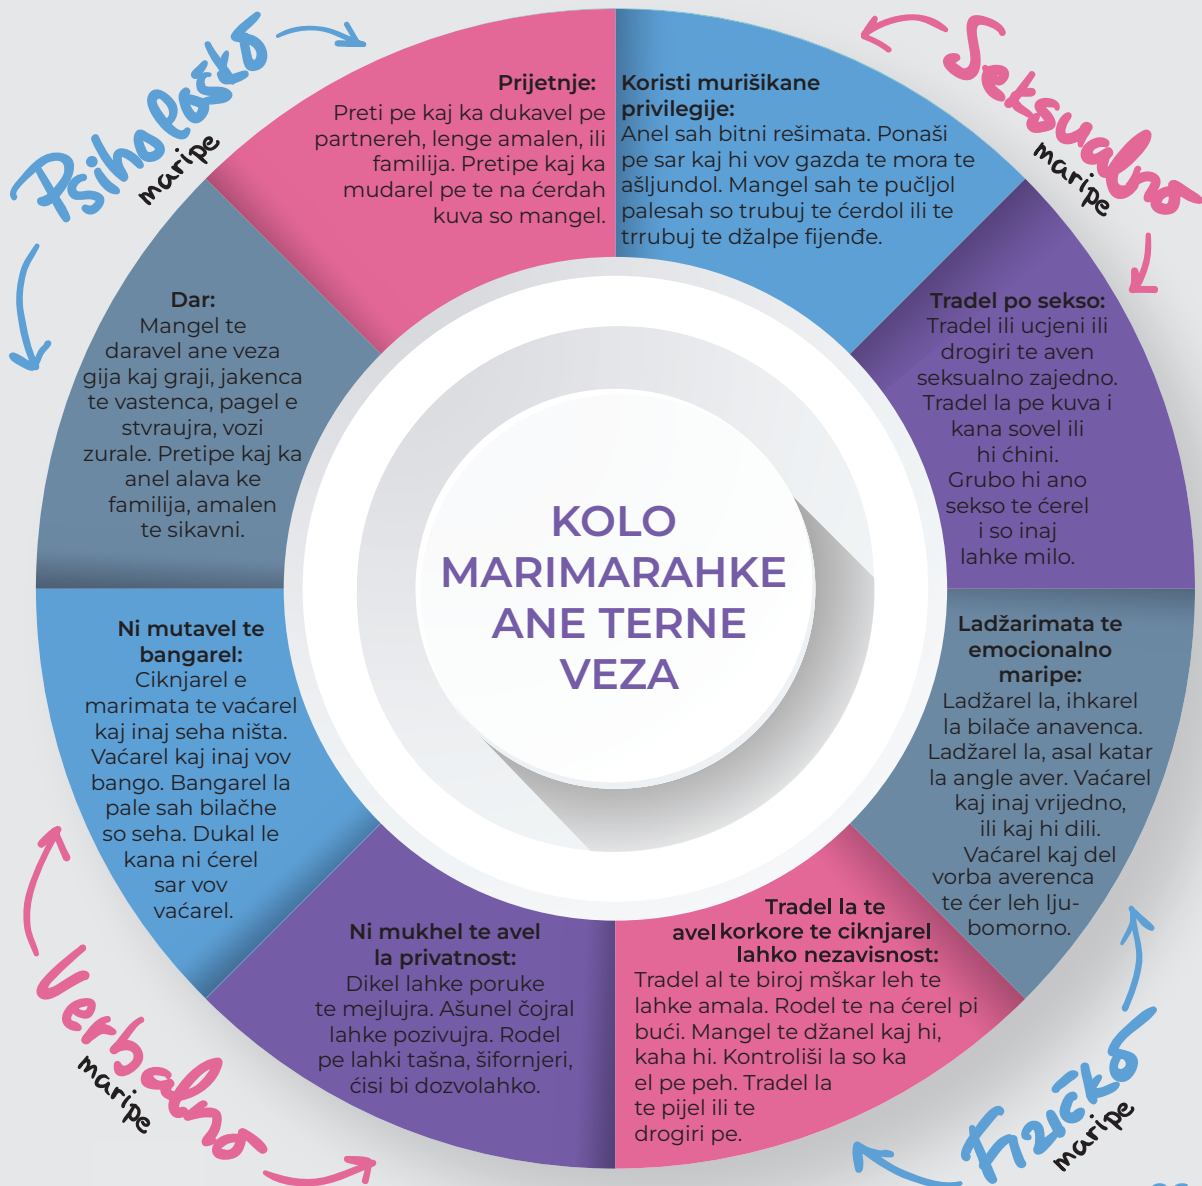 Psihološko
maripe
Seksualno
maripe
Prijetnje:
Preti pe kaj ka dukavel pe
partnereh, lenge amalen, ili
familija. Pretipe kaj ka
mudarel pe te na ćerdah
kuva so mangel.
Koristi murišikane
privilegije:
Anel sah bitni rešimata. Ponaši
pe sar kaj hi vov gazda te mora te
ašljundol. Mangel sah te pučljol
palesah so trubuj te ćerdol ili te
trrubuj te džalpe fijenđe.
Tradel po sekso:
Tradel ili ucjeni ili
drogiri te aven
seksualno zajedno.
Tradel la pe kuva i
kana sovel ili
hi ćhini.
Grubo hi ano
sekso te ćerel
i so inaj
lahke milo.
Ladžarimata te
emocionalno
maripe:
Ladžarel la, ihkarel
la bilače anavenca.
Ladžarel la, asal katar
la angle aver. Vaćarel
kaj inaj vrijedno,
ili kaj hi dili.
Vaćarel kaj del
vorba averenca
te ćer leh lju-
bomorno.
Tradel la te
avel korkore te ciknjarel
lahko nezavisnost:
Tradel al te biroj mškar leh te
lahke amala. Rodel te na ćerel pi
bući. Mangel te džanel kaj hi,
kaha hi. Kontroliši la so ka
el pe peh. Tradel la
te pijel ili te
drogiri pe.
Ni mukhel te avel
la privatnost:
Dikel lahke poruke
te mejlujra. Ašunel čojral
lahke pozivujra. Rodel
pe lahki tašna, šifornjeri,
ćisi bi dozvolahko.
Ni mutavel te
bangarel:
Ciknjarel e
marimata te vaćarel
kaj inaj seha ništa.
Vaćarel kaj inaj vov
bango. Bangarel la
pale sah bilačhe
so seha. Dukal le
kana ni ćerel
sar vov
vaćarel.
Dar:
Mangel te
daravel ane veza
gija kaj graji, jakenca
te vastenca, pagel e
stvraujra, vozi
zurale. Pretipe kaj ka
anel alava ke
familija, amalen
te sikavni.
KOLO
MARIMARAHKE
ANE TERNE
VEZA
Verbalno
maripe
Fizičko
maripe